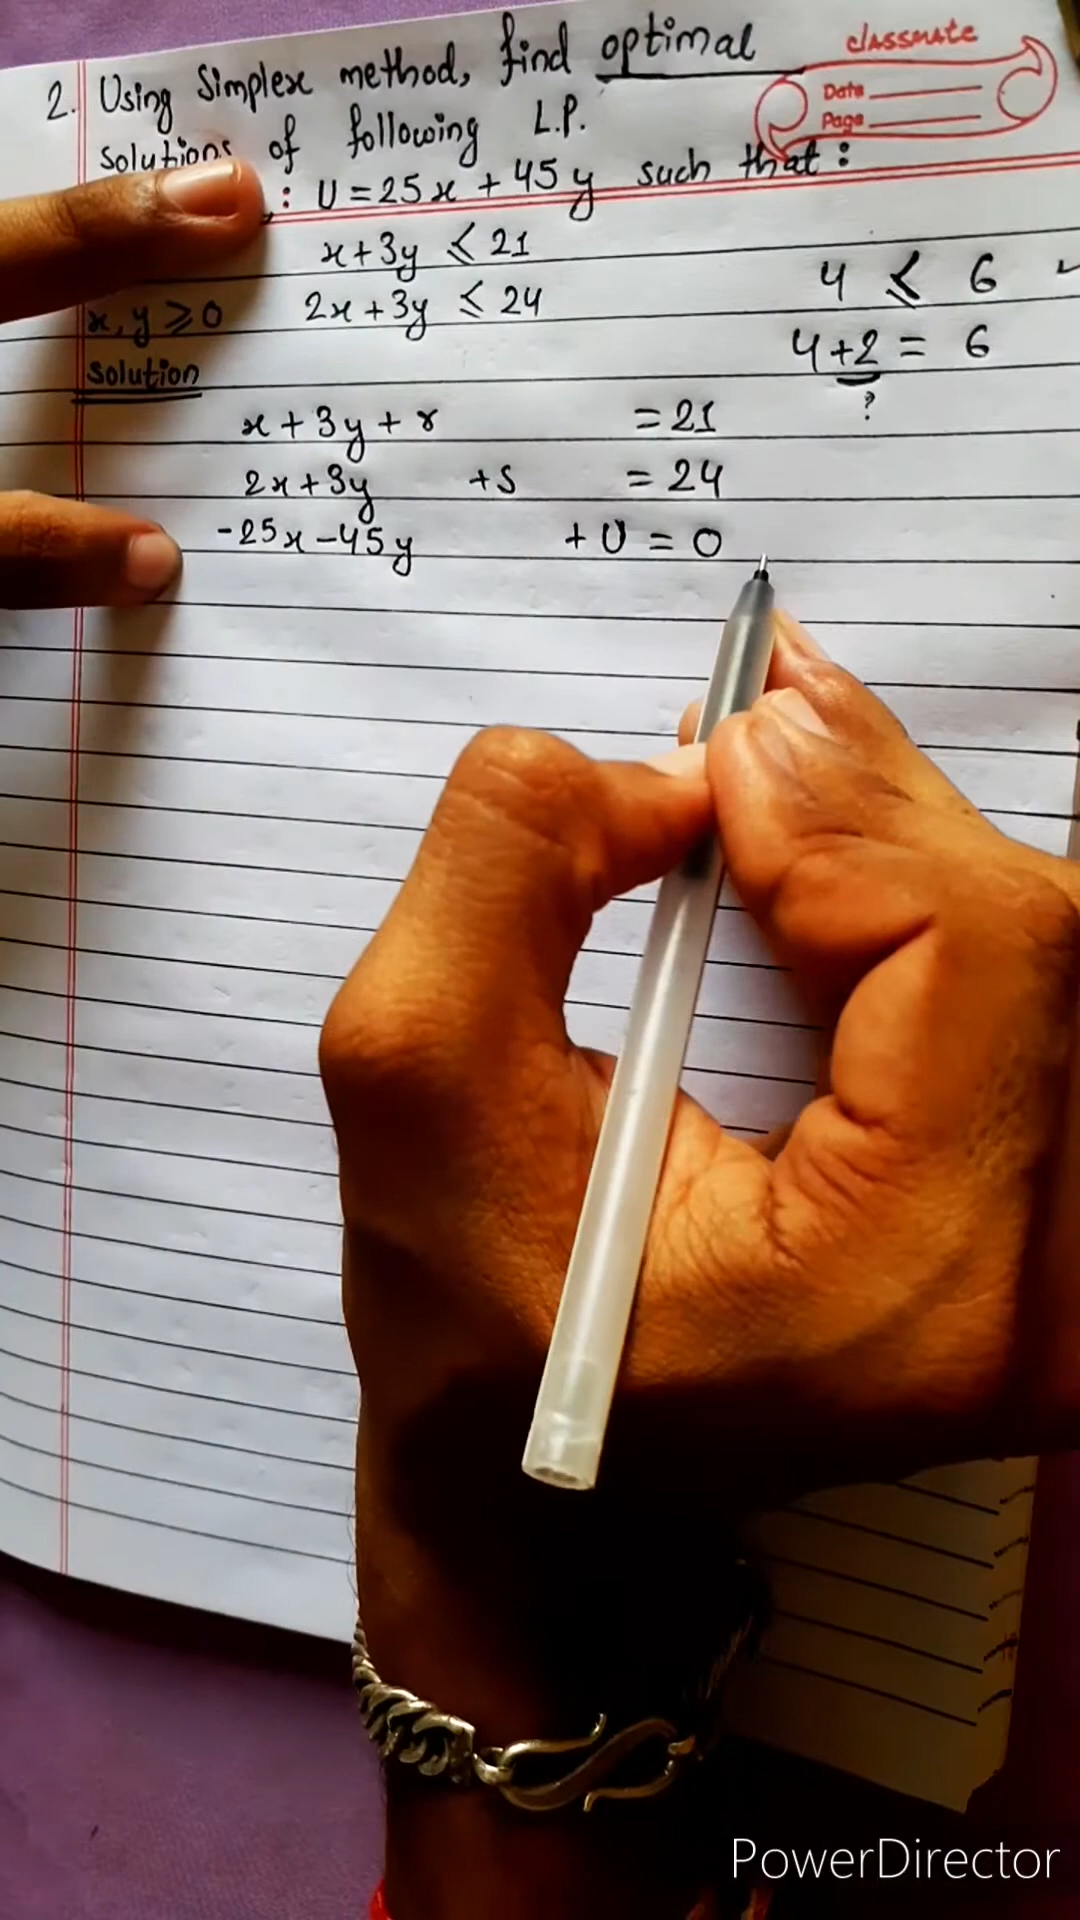 2. Using Simplex method, find optimal
solutions of following L.P.
: U = 25x + 45y such that :
x + 3y ≤ 21
x, y ≥ 0 2x + 3y ≤ 24
Solution
x + 3y + r = 21
2x + 3y + s = 24
-25x - 45y + U = 0
classmate
Date
Page
4 ≤ 6
4 + 2 = 6
?
PowerDirector